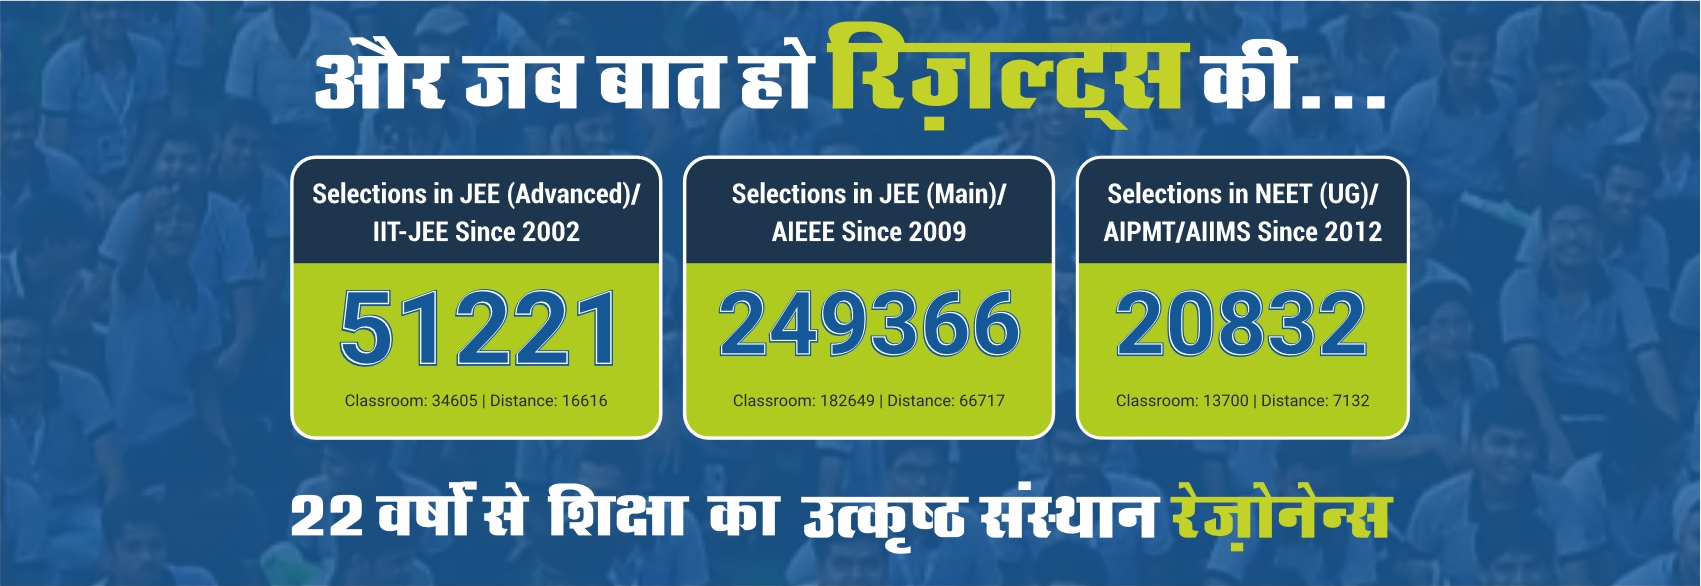 और जब बात हो रिज़ल्ट्स की...
Selections in JEE (Advanced)/
IIT-JEE Since 2002
51221
Classroom: 34605 | Distance: 16616
Selections in JEE (Main)/
AIEEE Since 2009
249366
Classroom: 182649 | Distance: 66717
Selections in NEET (UG)/
AIPMT/AIIMS Since 2012
20832
Classroom: 13700 | Distance: 7132
22 वर्षों से शिक्षा का उत्कृष्ठ संस्थान रेज़ोनेन्स